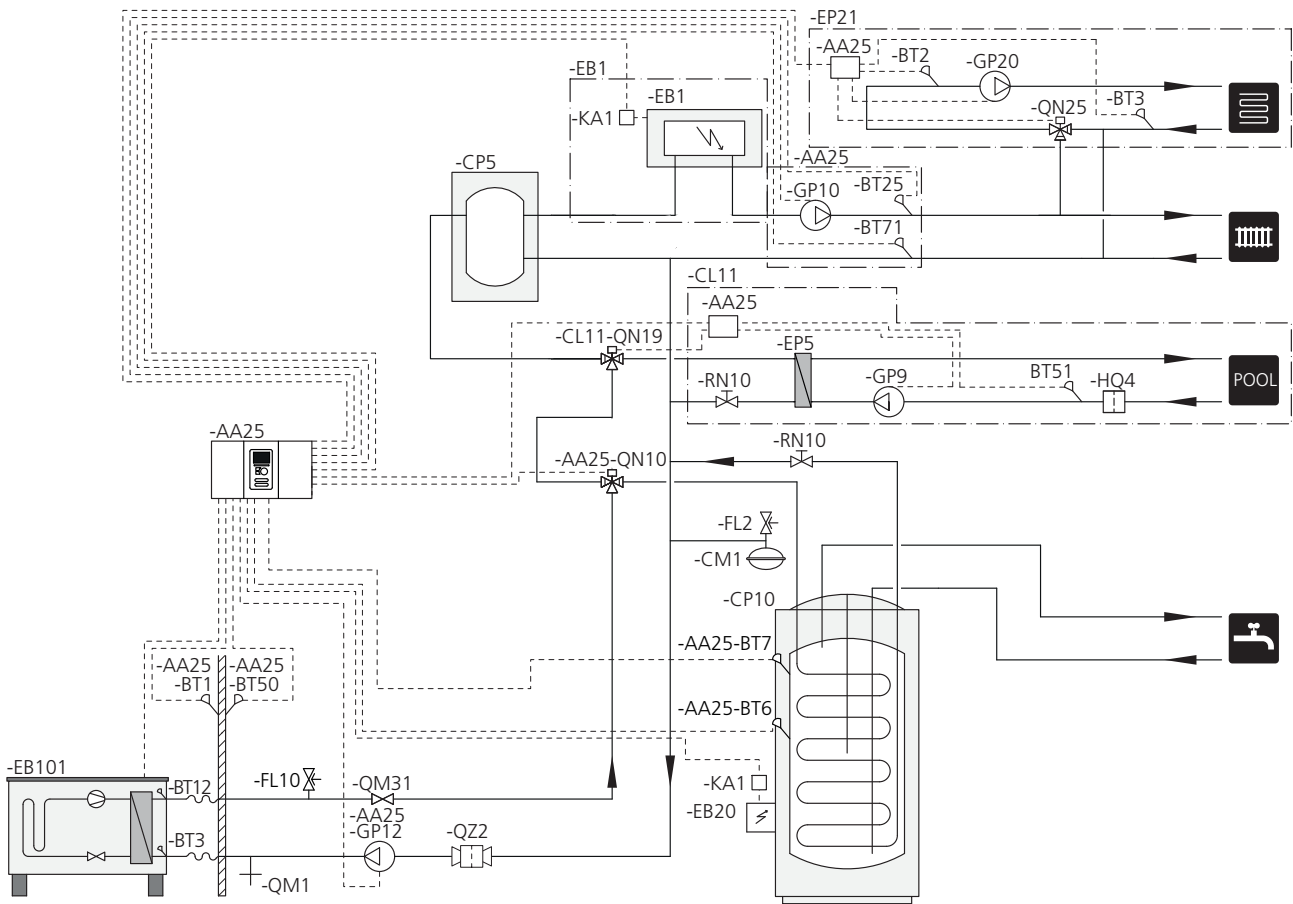 -EP21
-AA25
-BT2
-GP20
-EB1
-EB1
-KA1
-QN25
-BT3
-CP5
-AA25
-GP10
-BT25
-BT71
-CL11
-AA25
-CL11-QN19
-EP5
-RN10
-GP9
BT51
-HQ4
POOL
-AA25
-AA25-QN10
-RN10
-FL2
-CM1
-CP10
-AA25
-BT1
-AA25
-BT50
-AA25-BT7
-AA25-BT6
-EB101
-BT12
-FL10
-QM31
-KA1
-EB20
-BT3
-AA25
-GP12
-QZ2
-QM1